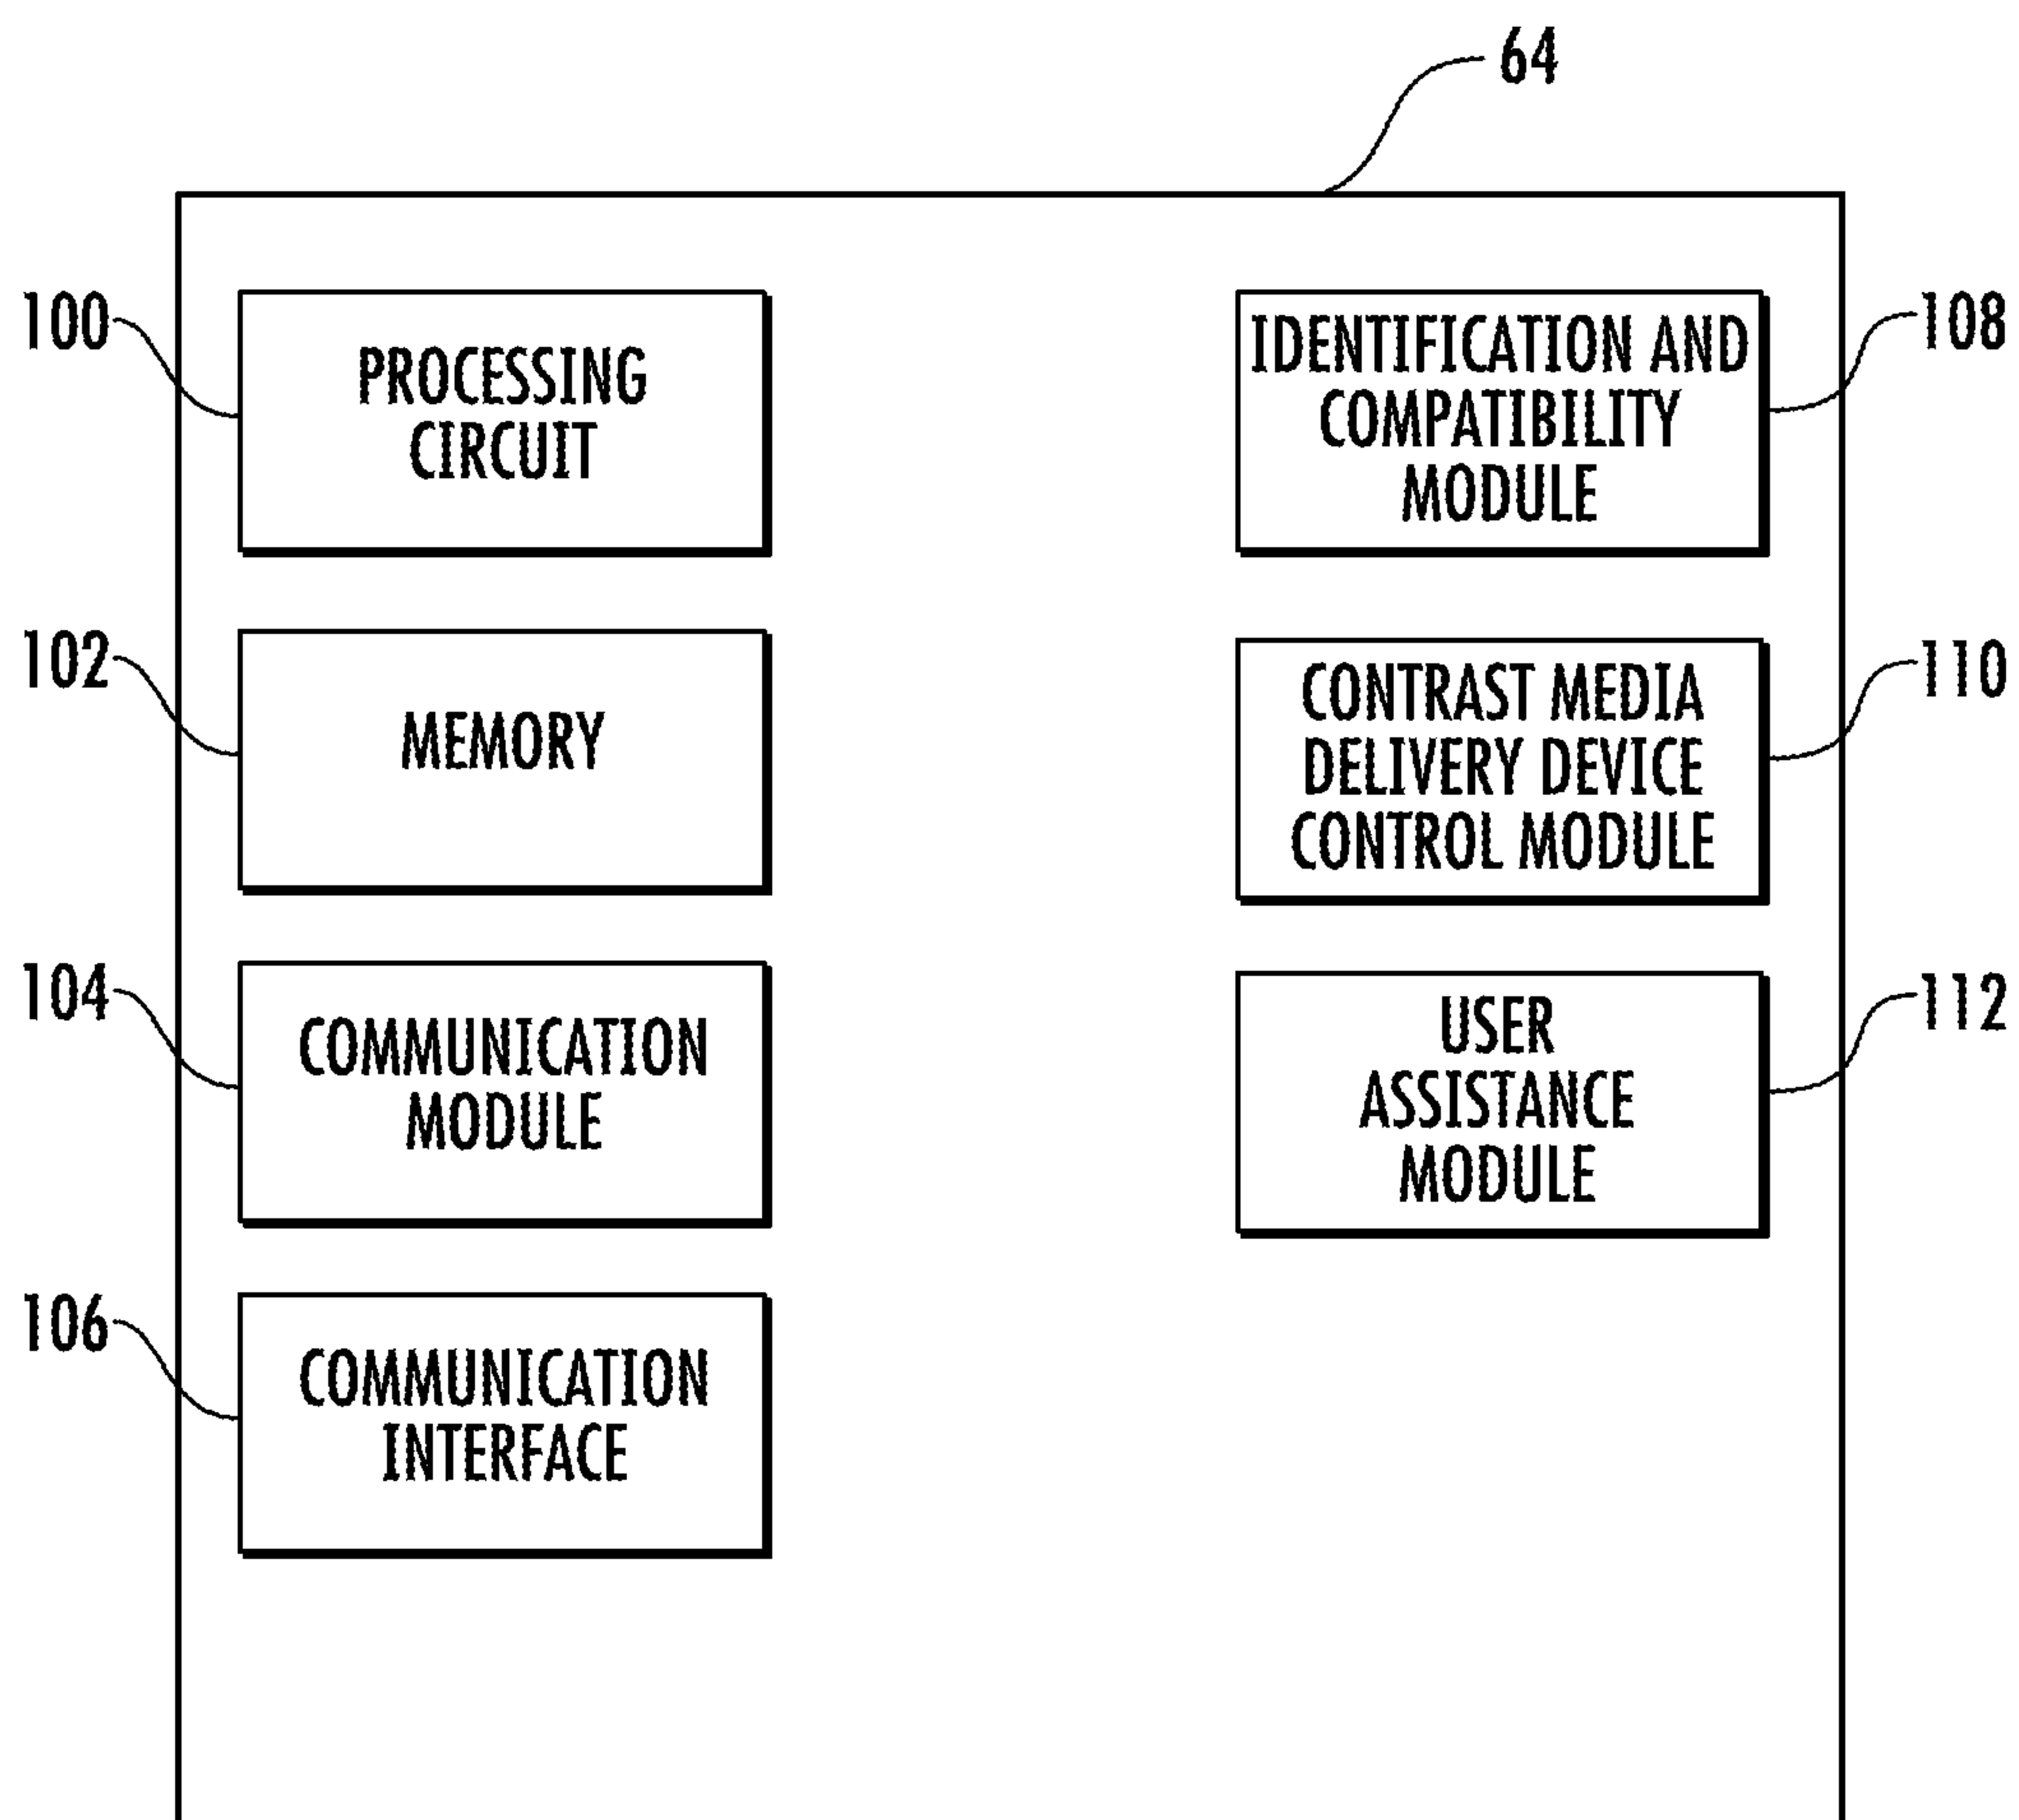 64
100
PROCESSING
CIRCUIT
102
MEMORY
104
COMMUNICATION
MODULE
106
COMMUNICATION
INTERFACE
108
IDENTIFICATION AND
COMPATIBILITY
MODULE
110
CONTRAST MEDIA
DELIVERY DEVICE
CONTROL MODULE
112
USER
ASSISTANCE
MODULE